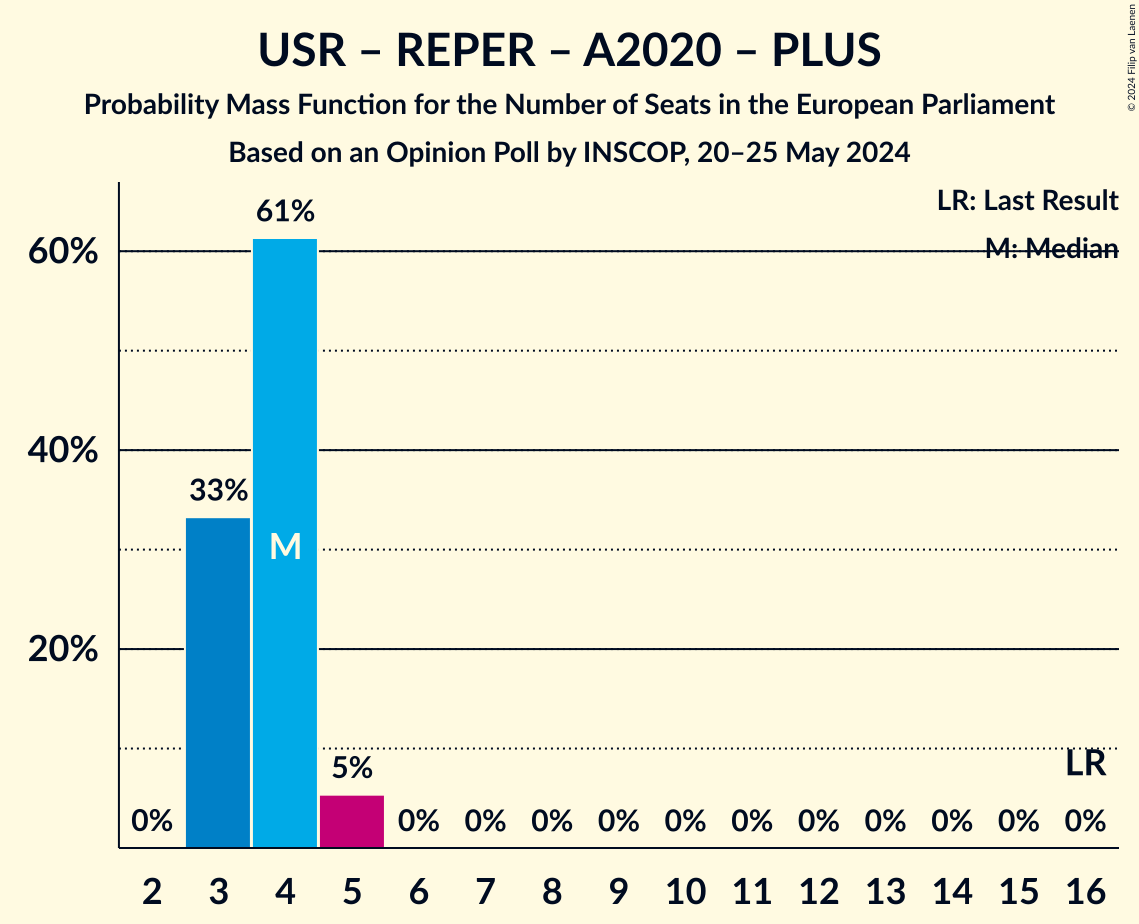 USR – REPER – A2020 – PLUS
Probability Mass Function for the Number of Seats in the European Parliament
Based on an Opinion Poll by INSCOP, 20–25 May 2024
© 2024 Filip van Laenen
LR: Last Result
M: Median
61%
60%
40%
33%
M
20%
5%
LR
0% 0% 0% 0% 0% 0% 0% 0% 0% 0% 0% 0%
2 3 4 5 6 7 8 9 10 11 12 13 14 15 16